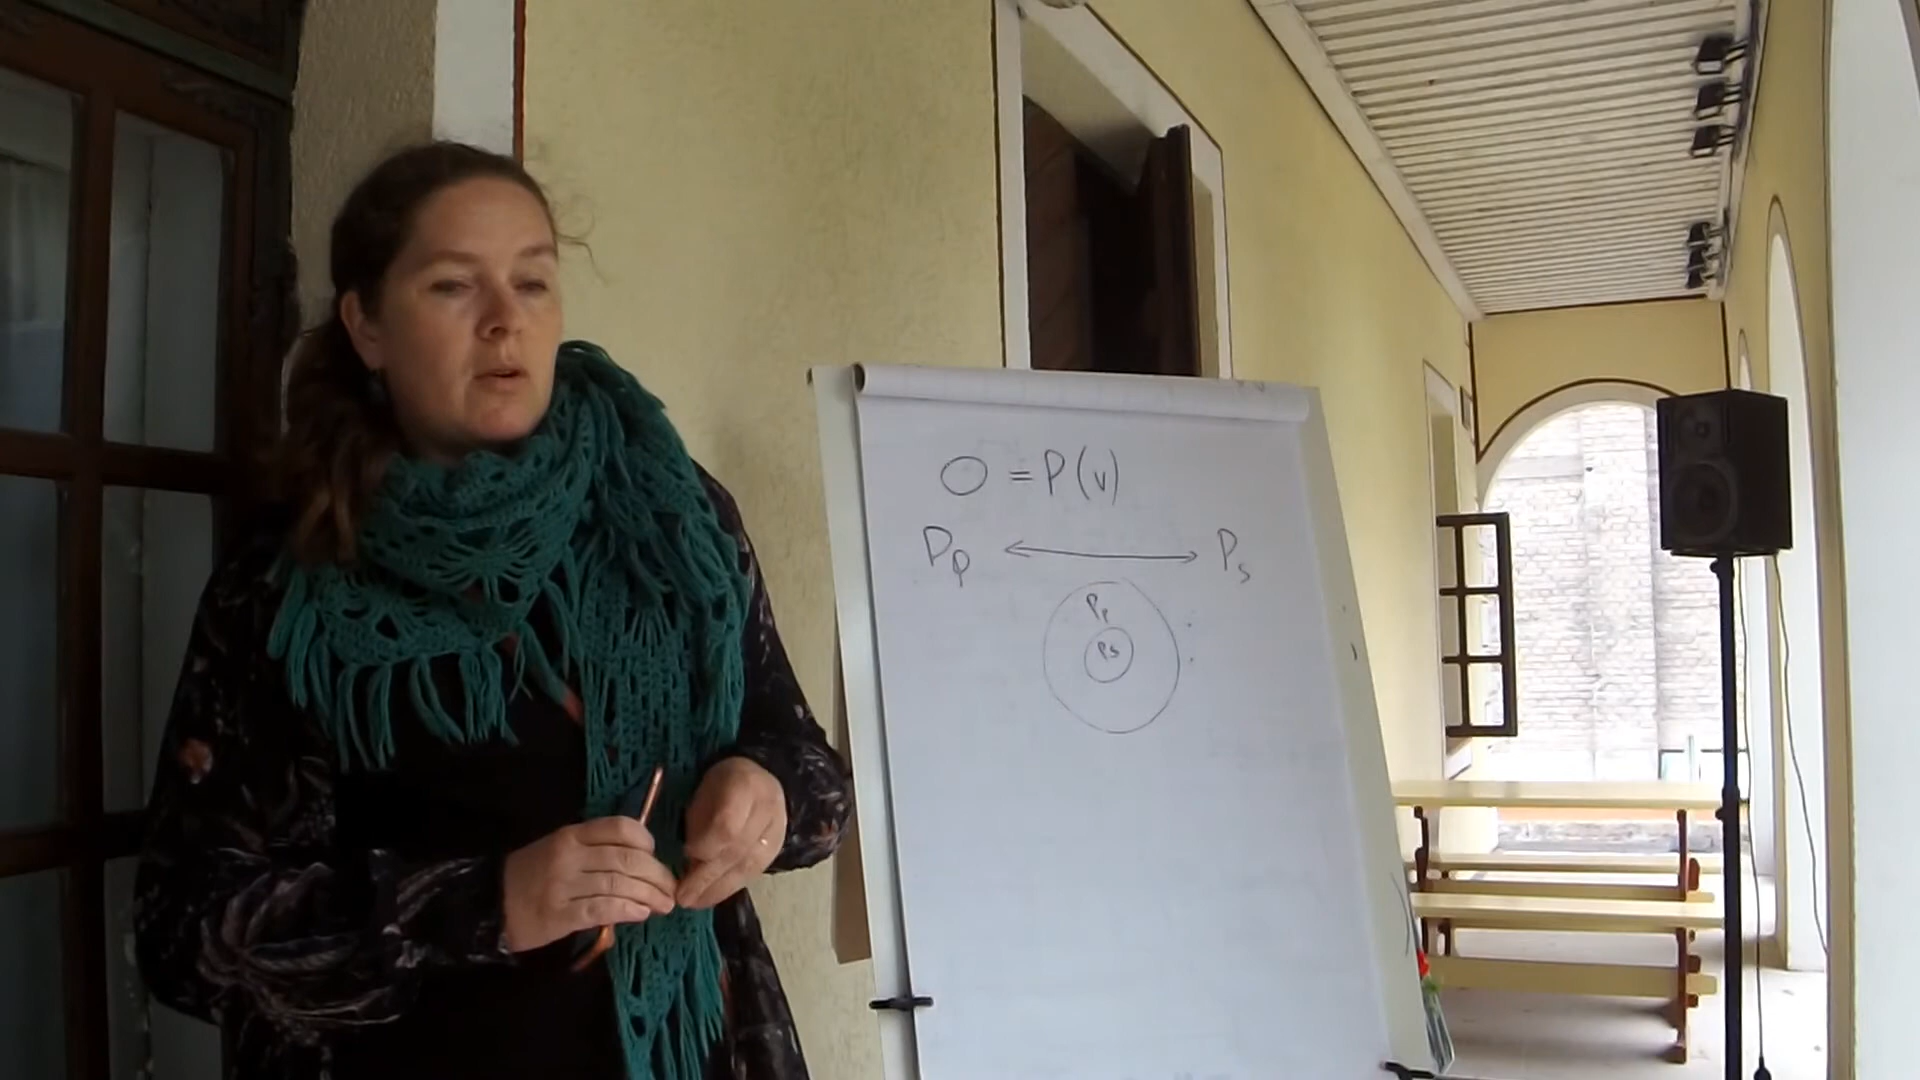 O = P(v)
Pp ⟷ Ps
Pp
Ps